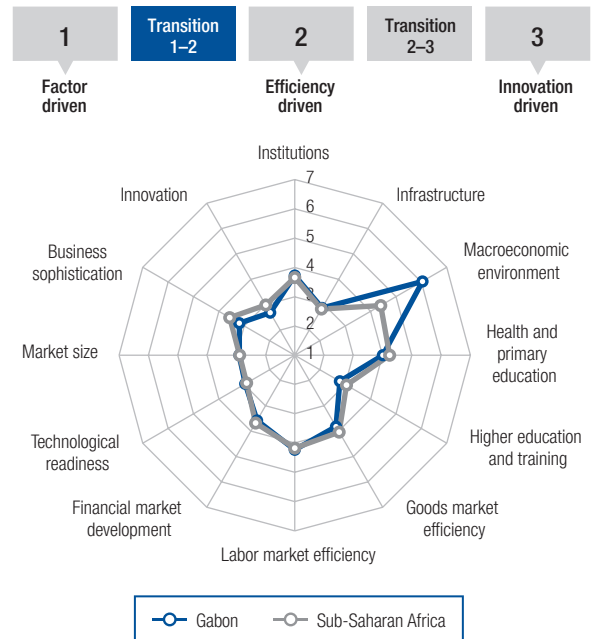 1
Transition
1–2
2
Transition
2–3
3
Factor
driven
Efficiency
driven
Innovation
driven
Institutions
7
Innovation
Infrastructure
6
5
Business
sophistication
Macroeconomic
environment
4
3
2
Market size
1
Health and
primary
education
Technological
readiness
Higher education
and training
Financial market
development
Goods market
efficiency
Labor market efficiency
Gabon
Sub-Saharan Africa